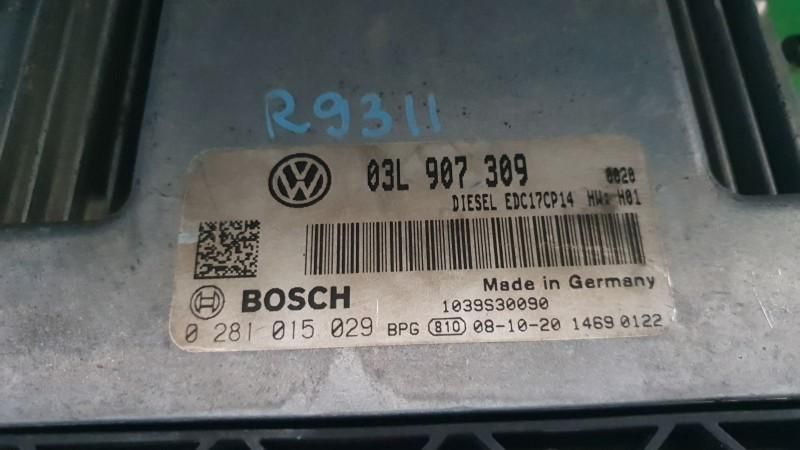 R9311
VW 03L 907 309 0020
DIESEL EDC17CP14 HW: H01
Made in Germany
BOSCH 1039S30090
0 281 015 029 BPG 810 08-10-20 1469 0122